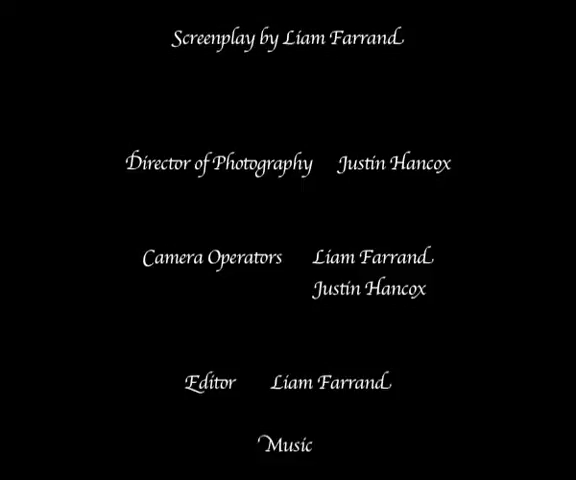 Screenplay by Liam Farrand
Director of Photography Justin Hancox
Camera Operators Liam Farrand
Justin Hancox
Editor Liam Farrand
Music